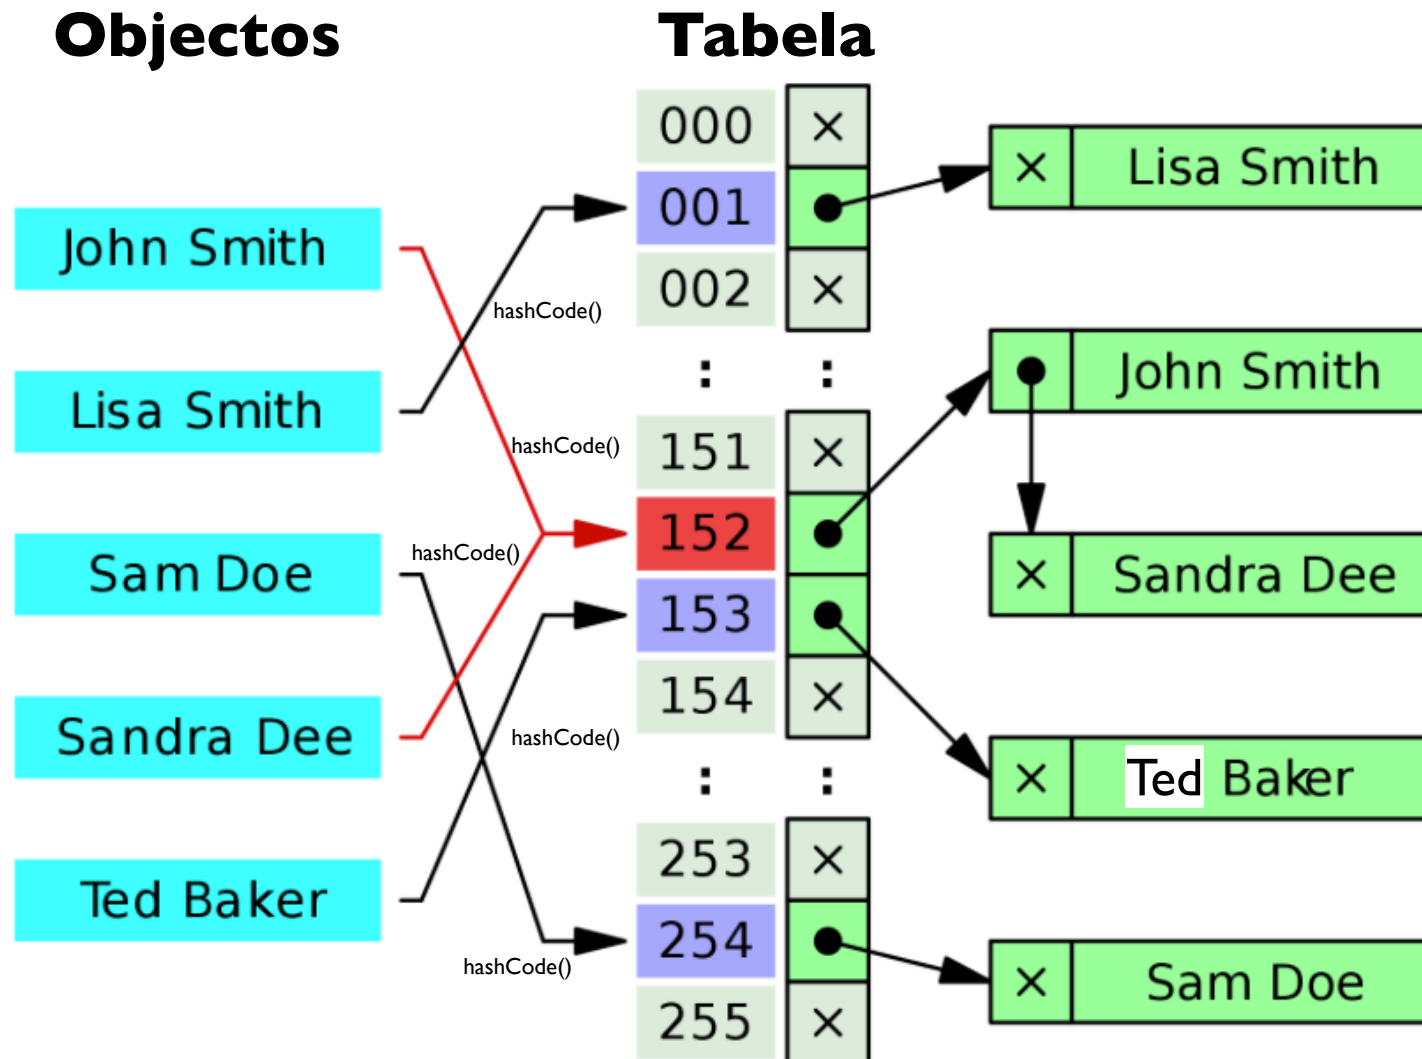 Objectos
Tabela
John Smith
Lisa Smith
Sam Doe
Sandra Dee
Ted Baker
hashCode()
hashCode()
hashCode()
hashCode()
hashCode()
000 ×
001
002 ×
: :
151 ×
152
153
154 ×
: :
253 ×
254
255 ×
× Lisa Smith
John Smith
× Sandra Dee
× Ted Baker
× Sam Doe